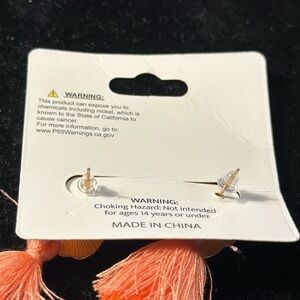 WARNING:
This product can expose you to
chemicals including nickel, which is
known to the State of California to
cause cancer.
For more information, go to:
www.P65Warnings.ca.gov
WARNING:
Choking Hazard: Not intended
for ages 14 years or under.
MADE IN CHINA